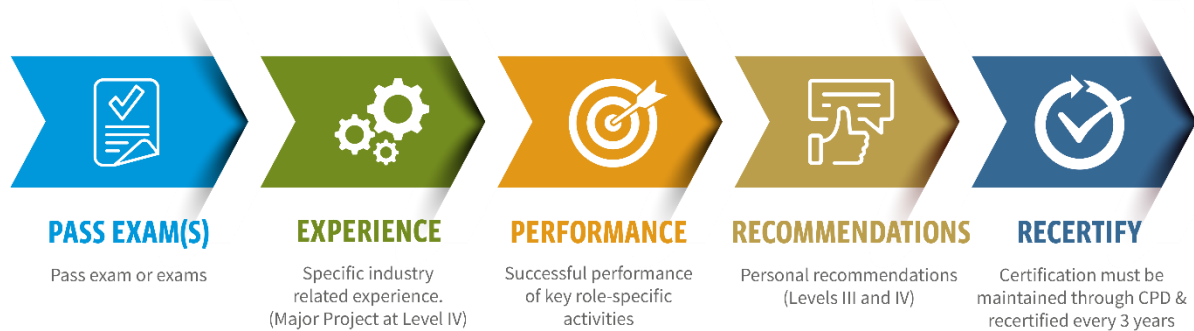 PASS EXAM(S)
Pass exam or exams
EXPERIENCE
Specific industry
related experience.
(Major Project at Level IV)
PERFORMANCE
Successful performance
of key role-specific
activities
RECOMMENDATIONS
Personal recommendations
(Levels III and IV)
RECERTIFY
Certification must be
maintained through CPD &
recertified every 3 years